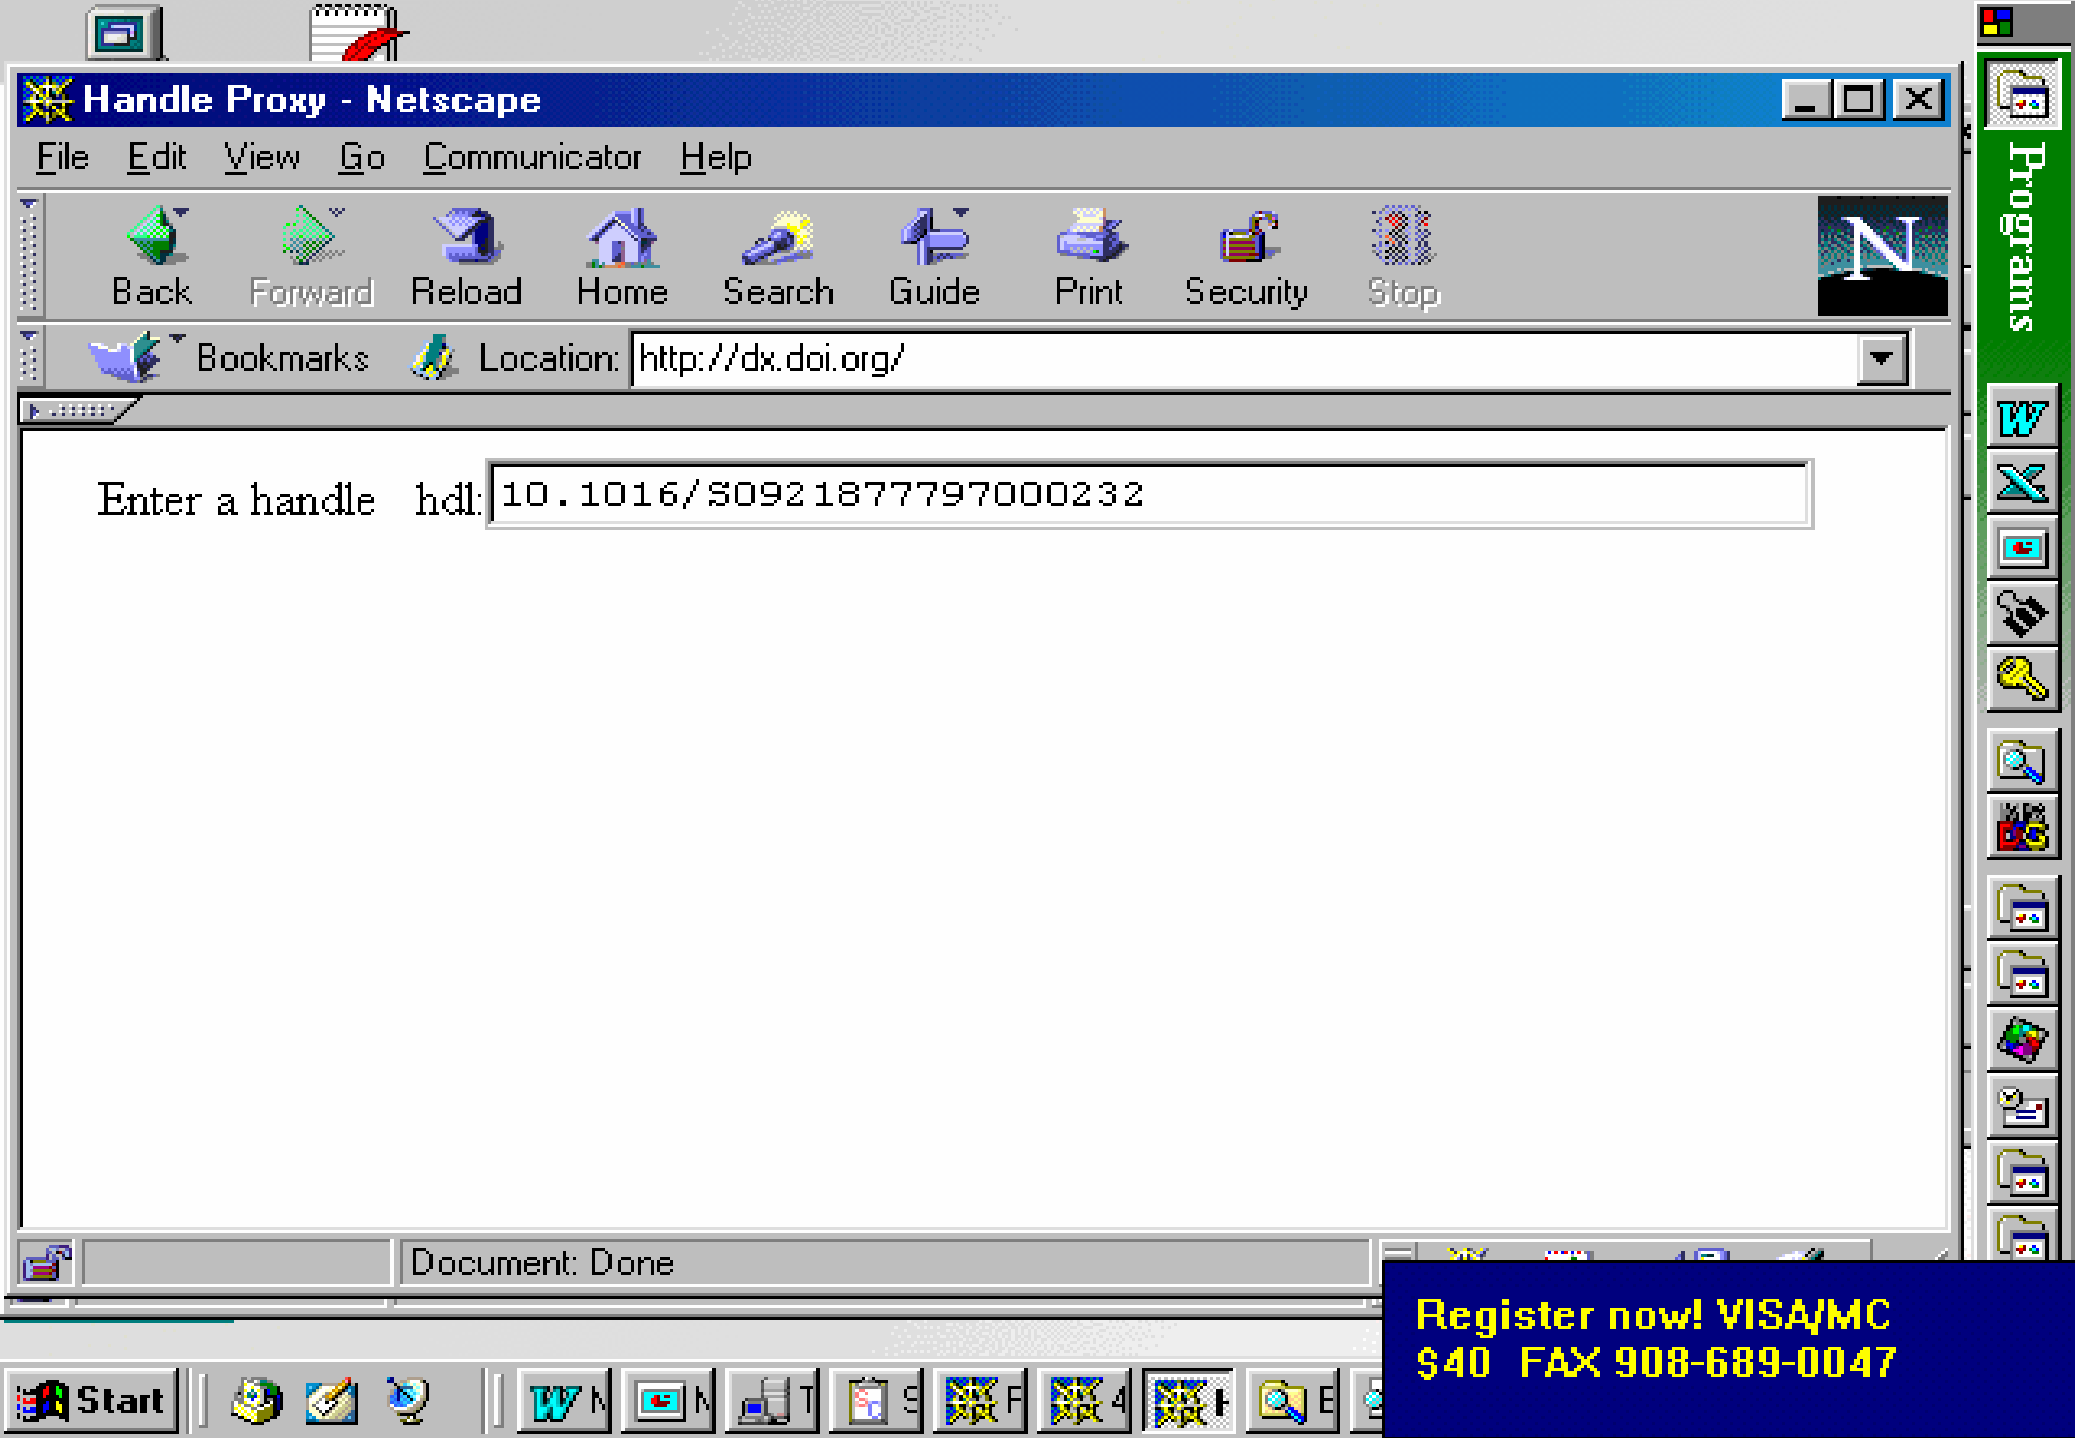 Handle Proxy - Netscape
File Edit View Go Communicator Help
N
Back Forward Reload Home Search Guide Print Security Stop
Bookmarks Location: http://dx.doi.org/
Enter a handle hdl: 10.1016/S0921877797000232
Document: Done
Programs
Register now! VISA/MC
$40 FAX 908-689-0047
Start